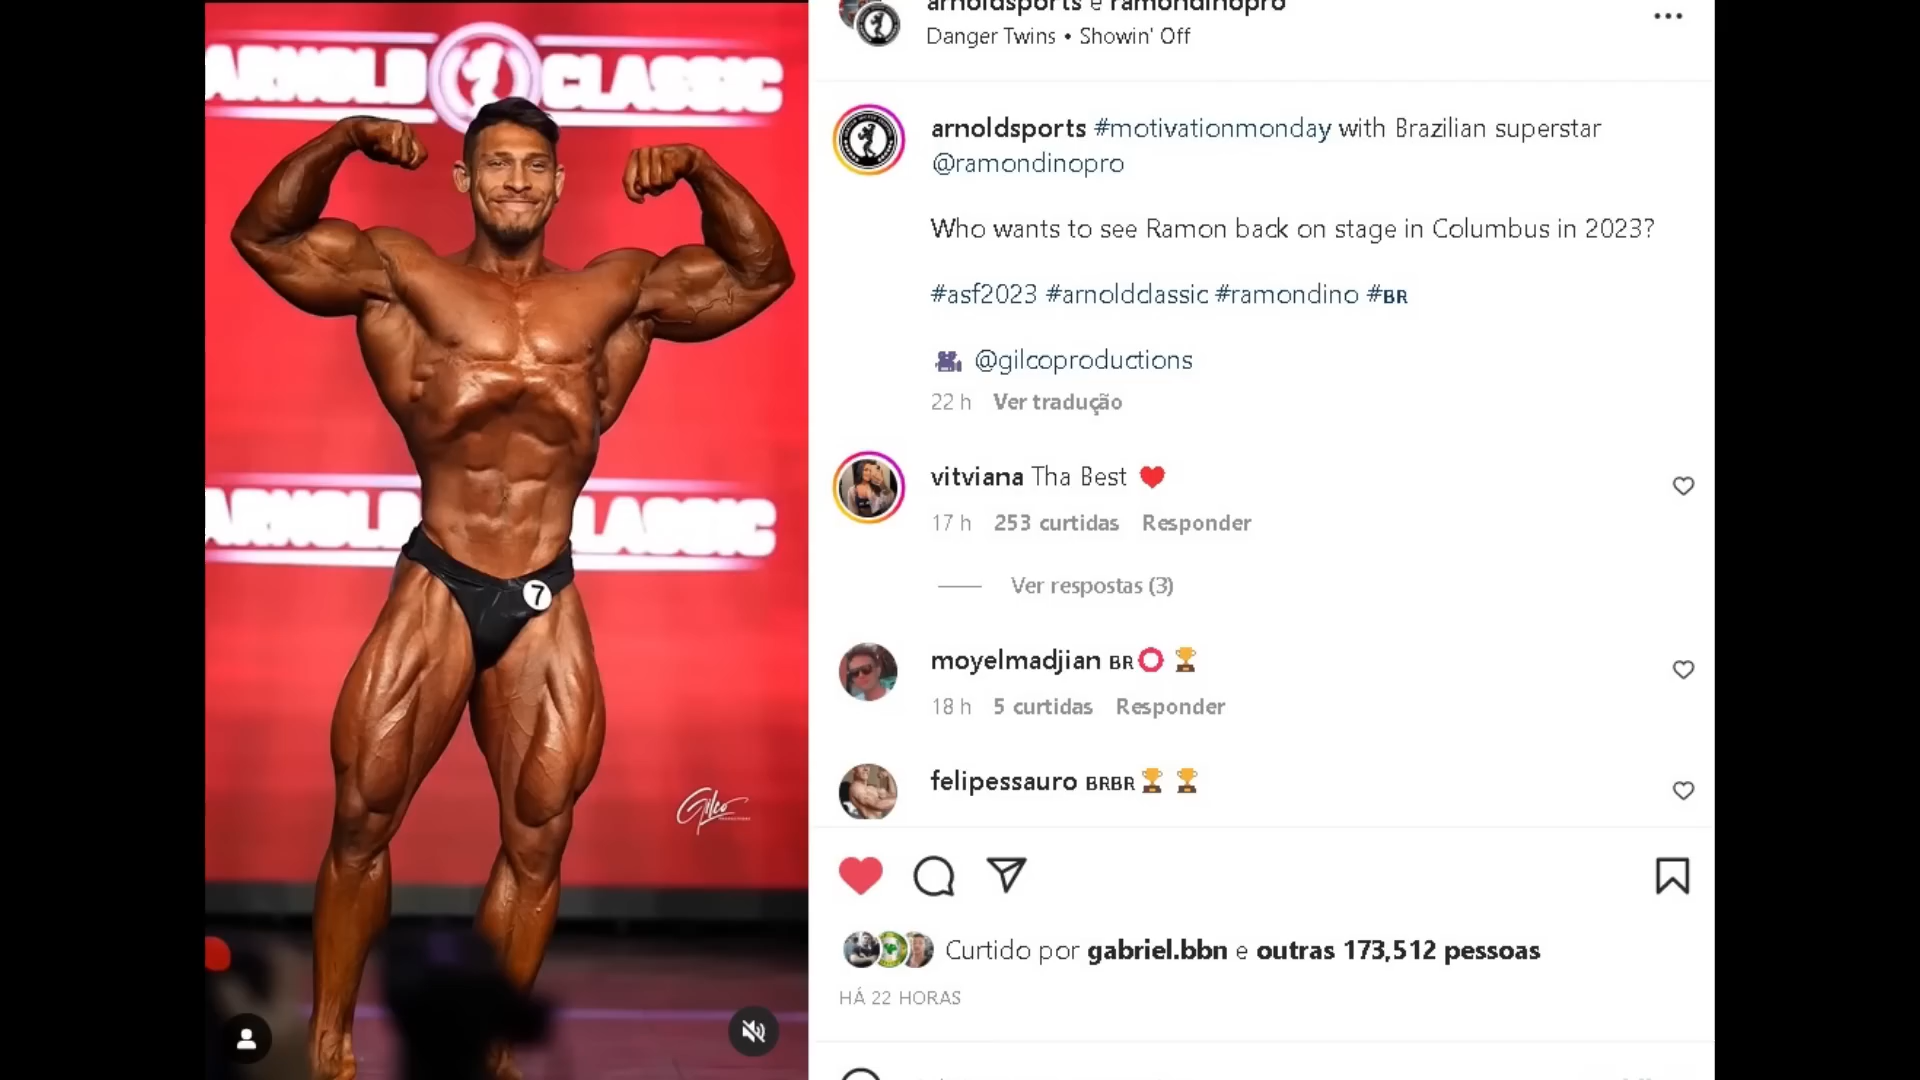 ARNOLD CLASSIC
ARNOLD CLASSIC
7
Gilco
arnoldsports e ramondinopro
Danger Twins • Showin' Off
arnoldsports #motivationmonday with Brazilian superstar
@ramondinopro
Who wants to see Ramon back on stage in Columbus in 2023?
#asf2023 #arnoldclassic #ramondino #BR
@gilcoproductions
22 h Ver tradução
vitviana Tha Best ❤️
17 h 253 curtidas Responder
Ver respostas (3)
moyelmadjian BR⭕🏆
18 h 5 curtidas Responder
felipessauro BRBR🏆🏆
Curtido por gabriel.bbn e outras 173,512 pessoas
HÁ 22 HORAS